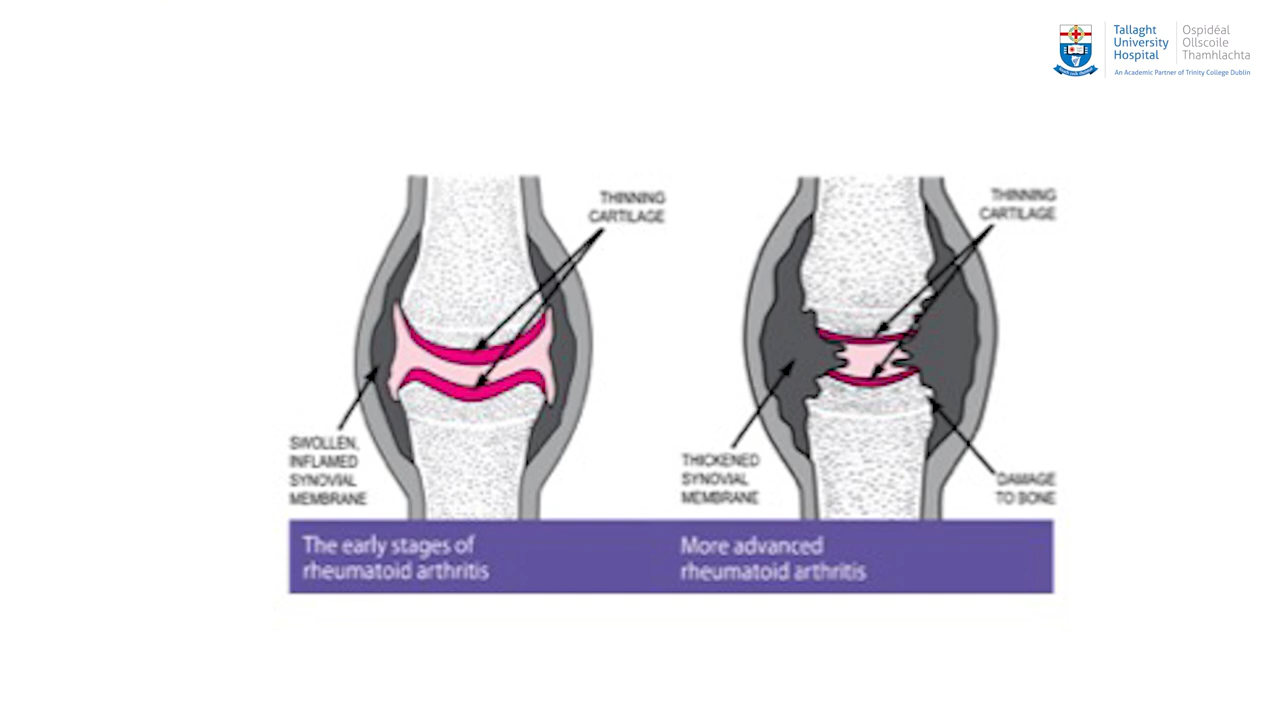 Tallaght
University
Hospital
Ospidéal
Ollscoile
Thamhlachta
An Academic Partner of Trinity College Dublin
THINNING
CARTILAGE
SWOLLEN,
INFLAMED
SYNOVIAL
MEMBRANE
The early stages of
rheumatoid arthritis
THINNING
CARTILAGE
THICKENED
SYNOVIAL
MEMBRANE
DAMAGE
TO BONE
More advanced
rheumatoid arthritis